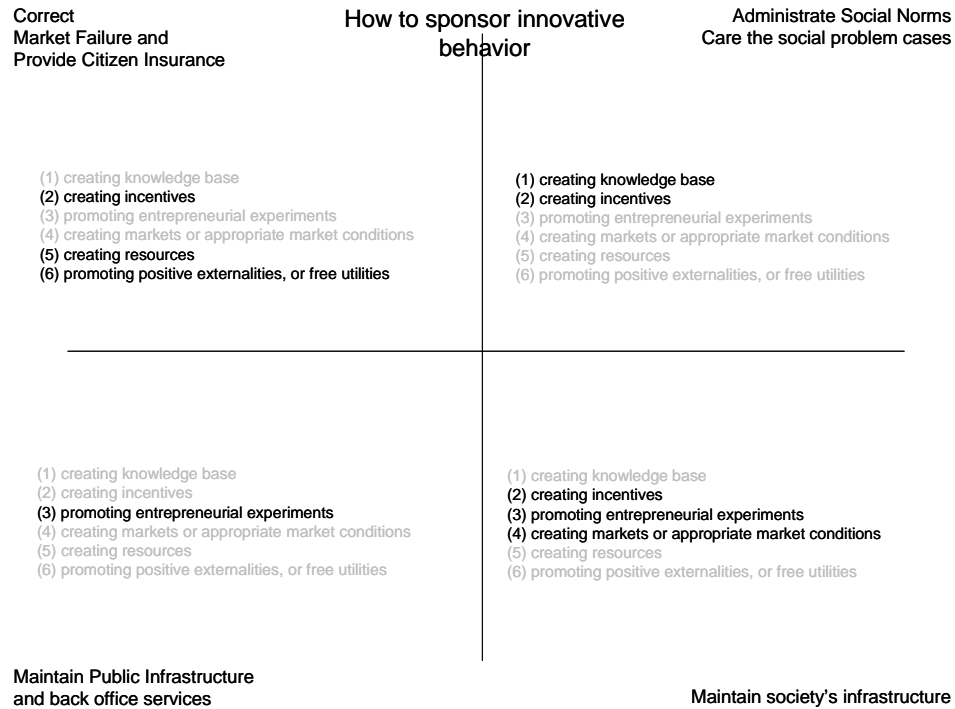 Correct
Market Failure and
Provide Citizen Insurance
How to sponsor innovative
behavior
Administrate Social Norms
Care the social problem cases
(1) creating knowledge base
(2) creating incentives
(3) promoting entrepreneurial experiments
(4) creating markets or appropriate market conditions
(5) creating resources
(6) promoting positive externalities, or free utilities
(1) creating knowledge base
(2) creating incentives
(3) promoting entrepreneurial experiments
(4) creating markets or appropriate market conditions
(5) creating resources
(6) promoting positive externalities, or free utilities
(1) creating knowledge base
(2) creating incentives
(3) promoting entrepreneurial experiments
(4) creating markets or appropriate market conditions
(5) creating resources
(6) promoting positive externalities, or free utilities
(1) creating knowledge base
(2) creating incentives
(3) promoting entrepreneurial experiments
(4) creating markets or appropriate market conditions
(5) creating resources
(6) promoting positive externalities, or free utilities
Maintain Public Infrastructure
and back office services
Maintain society's infrastructure